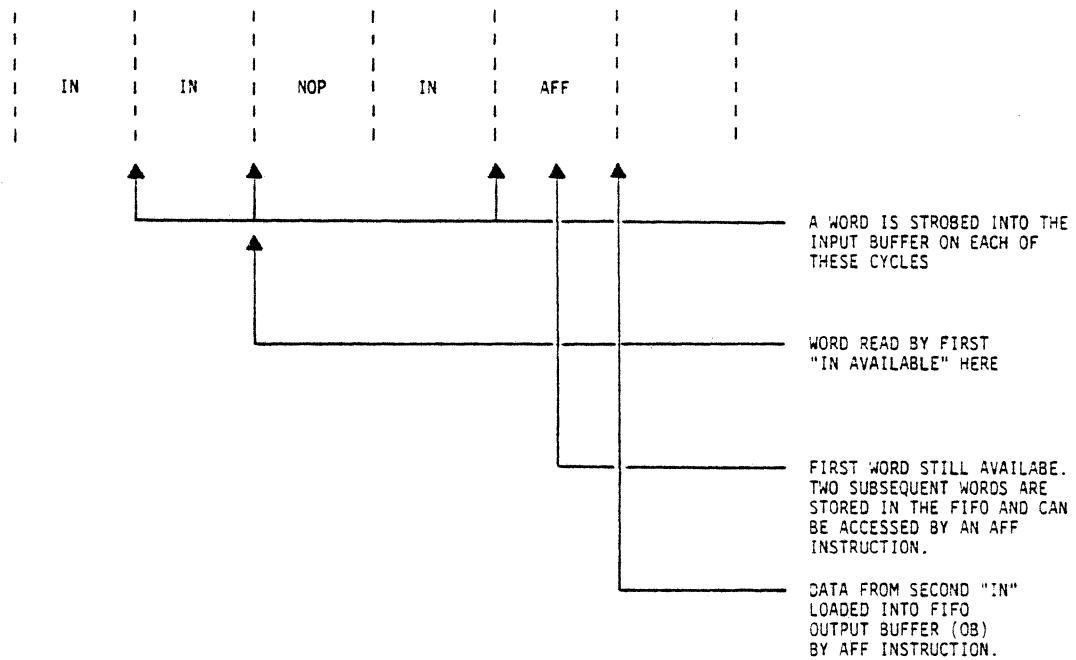 IN IN NOP IN AFF
A WORD IS STROBED INTO THE
INPUT BUFFER ON EACH OF
THESE CYCLES
WORD READ BY FIRST
"IN AVAILABLE" HERE
FIRST WORD STILL AVAILABE.
TWO SUBSEQUENT WORDS ARE
STORED IN THE FIFO AND CAN
BE ACCESSED BY AN AFF
INSTRUCTION.
DATA FROM SECOND "IN"
LOADED INTO FIFO
OUTPUT BUFFER (OB)
BY AFF INSTRUCTION.